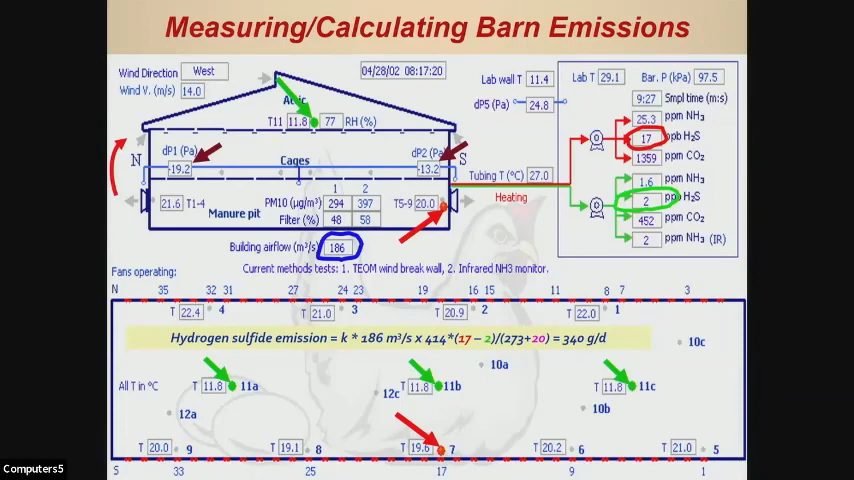 Measuring/Calculating Barn Emissions
Wind Direction West
Wind V. (m/s) 14.0
04/28/02 08:17:20
Lab wall T 11.4
dP5 (Pa) 24.8
Lab T 29.1 Bar. P (kPa) 97.5
9:27 Smpl time (m:s)
25.3 ppm NH3
17 ppb H2S
1359 ppm CO2
1.6 ppm NH3
2 ppb H2S
452 ppm CO2
2 ppm NH3 (IR)
Attic
T11 11.8 77 RH(%)
N dP1 (Pa) -19.2
Cages
dP2 (Pa) -13.2 S
Tubing T (°C) 27.0
Heating
1 2
21.6 T1-4
PM10 (µg/m³) 294 397
T5-9 20.0
Manure pit
Filter (%) 48 58
Building airflow (m³/s) 186
Current methods tests: 1. TEOM wind break wall, 2. Infrared NH3 monitor.
Fans operating:
N 35 32 31 27 24 23 19 16 15 8 7 3
T 22.4 4 T 21.0 3 T 20.9 2 T 22.0 1
Hydrogen sulfide emission = k * 186 m³/s x 414*(17 – 2)/(273+20) = 340 g/d
10c
10a
All T in °C T 11.8 11a T 11.8 11b T 11.8 11c
12c
12a
10b
T 20.0 9 T 19.1 8 T 19.6 7 T 20.2 6 T 21.0 5
S 33 25 17 9 1
Computers5